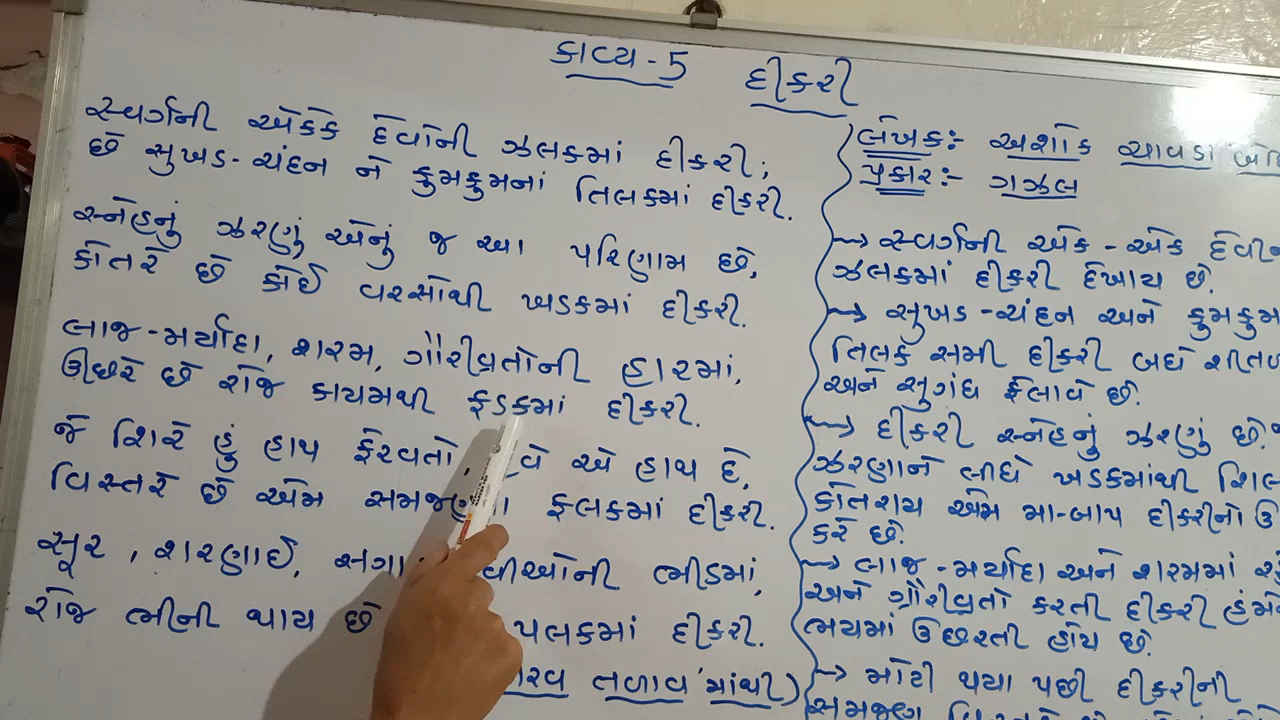 કાવ્ય - 5 દીકરી
સ્વર્ગની એકેક દેવોની ઝલકમાં દીકરી;
છે સુખડ - ચંદન ને કુમકુમનાં તિલકમાં દીકરી.
સ્નેહનું ઝરણું એનું જ આ પરિણામ છે,
કોતરે છે કોઈ વરસોથી ખડકમાં દીકરી.
લાજ - મર્યાદા, શરમ, ગૌરીવ્રતોની હારમાં,
ઊછરે છે રોજ કાયમથી ફડકમાં દીકરી.
જે શિરે હું હાથ ફેરવતો, એ હાથ દે,
વિસ્તરે છે એમ ફલકમાં દીકરી.
સૂર, શરણાઈ, ભીડમાં,
રોજ ભીની થાય છે પલકમાં દીકરી.
તળાવ 'માંથી)
લેખક :- અશોક ચાવડા
પ્રકાર :- ગઝલ
→ સ્વર્ગની એક - એક
ઝલકમાં દીકરી દેખાય છે.
→ સુખડ - ચંદન અને
તિલક સમી દીકરી બધે
અને સુગંધ ફેલાવે છે.
→ દીકરી સ્નેહનું ઝરણું છે.
ઝરણાને લીધે ખડકમાંથી
કોતરાય એમ મા-બાપ દીકરીનો
કરે છે.
→ લાજ - મર્યાદા અને શરમમાં
અને ગૌરીવ્રતો કરતી દીકરી
ભયમાં ઉછરતી હોય છે.
→ મોટી થયા પછી દીકરીની
સમજણ